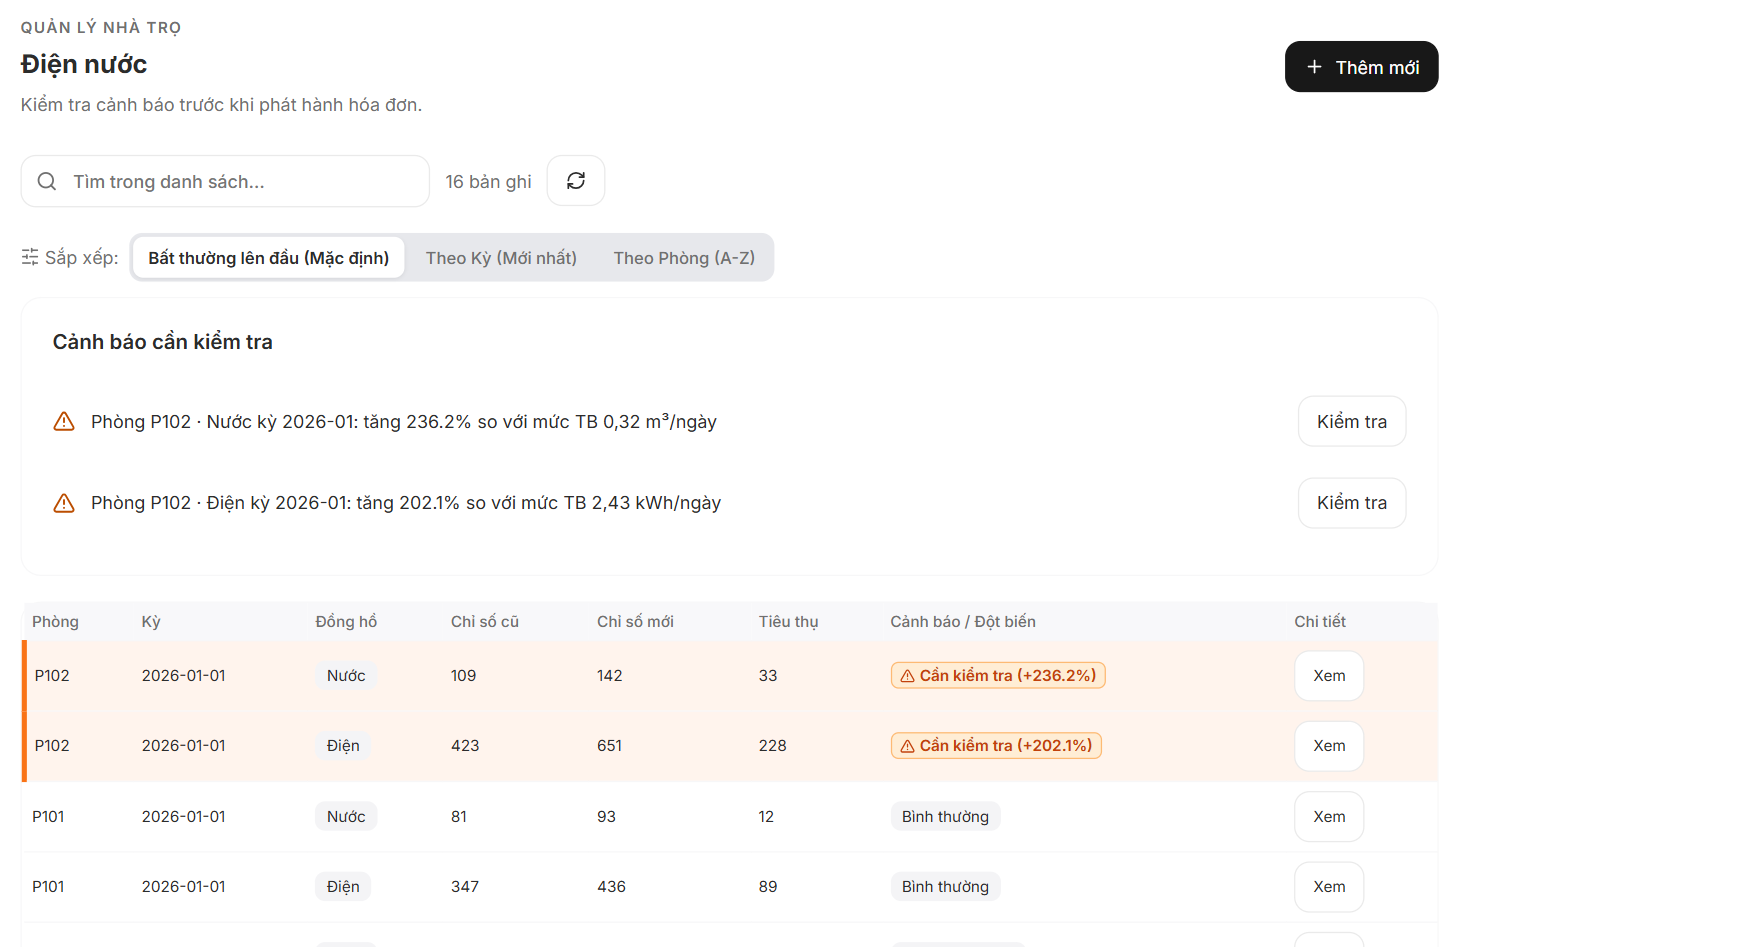 QUẢN LÝ NHÀ TRỌ
Điện nước
Kiểm tra cảnh báo trước khi phát hành hóa đơn.
Thêm mới
Tìm trong danh sách...
16 bản ghi
Sắp xếp:
Bất thường lên đầu (Mặc định)
Theo Kỳ (Mới nhất)
Theo Phòng (A-Z)
Cảnh báo cần kiểm tra
Phòng P102 · Nước kỳ 2026-01: tăng 236.2% so với mức TB 0,32 m³/ngày
Kiểm tra
Phòng P102 · Điện kỳ 2026-01: tăng 202.1% so với mức TB 2,43 kWh/ngày
Kiểm tra
Phòng Kỳ Đồng hồ Chỉ số cũ Chỉ số mới Tiêu thụ Cảnh báo / Đột biến Chi tiết
P102 2026-01-01 Nước 109 142 33 Cần kiểm tra (+236.2%) Xem
P102 2026-01-01 Điện 423 651 228 Cần kiểm tra (+202.1%) Xem
P101 2026-01-01 Nước 81 93 12 Bình thường Xem
P101 2026-01-01 Điện 347 436 89 Bình thường Xem